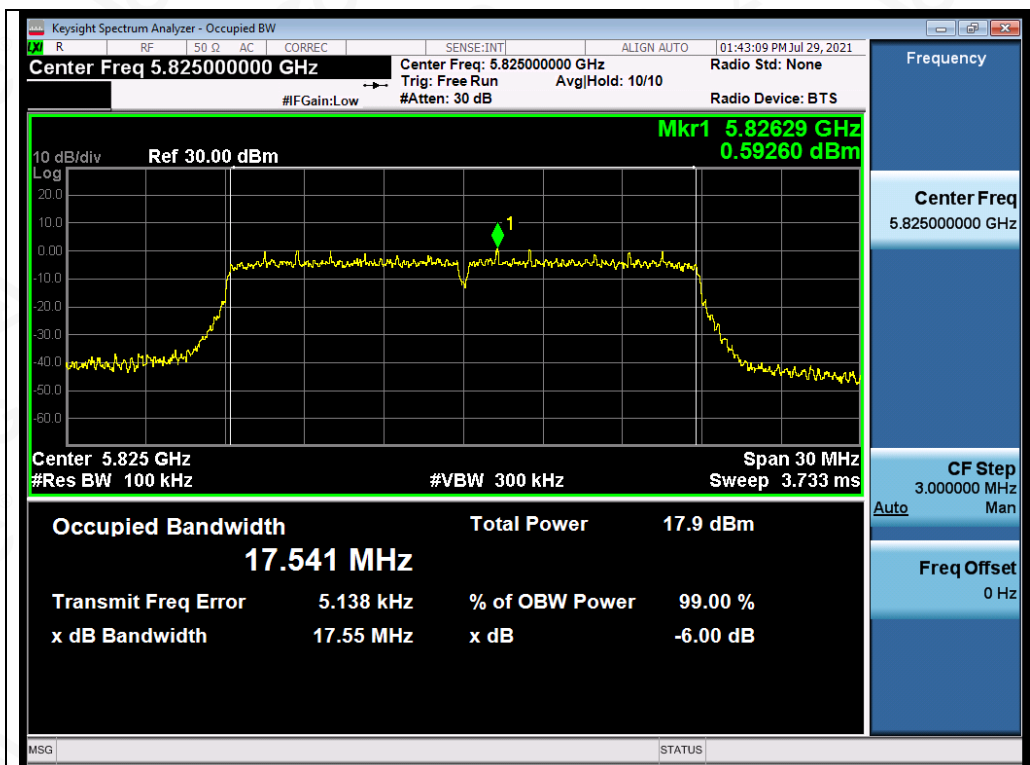 Keysight Spectrum Analyzer - Occupied BW
LXI R RF 50 Ω AC CORREC SENSE:INT ALIGN AUTO 01:43:09 PM Jul 29, 2021
Center Freq 5.825000000 GHz Center Freq: 5.825000000 GHz Radio Std: None
Trig: Free Run Avg|Hold: 10/10
#IFGain:Low #Atten: 30 dB Radio Device: BTS
Mkr1 5.82629 GHz
0.59260 dBm
10 dB/div Ref 30.00 dBm
Log
20.0
10.0
0.00
-10.0
-20.0
-30.0
-40.0
-50.0
-60.0
1
Center 5.825 GHz Span 30 MHz
#Res BW 100 kHz #VBW 300 kHz Sweep 3.733 ms
Occupied Bandwidth Total Power 17.9 dBm
17.541 MHz
Transmit Freq Error 5.138 kHz % of OBW Power 99.00 %
x dB Bandwidth 17.55 MHz x dB -6.00 dB
Frequency
Center Freq
5.825000000 GHz
CF Step
3.000000 MHz
Auto Man
Freq Offset
0 Hz
MSG STATUS